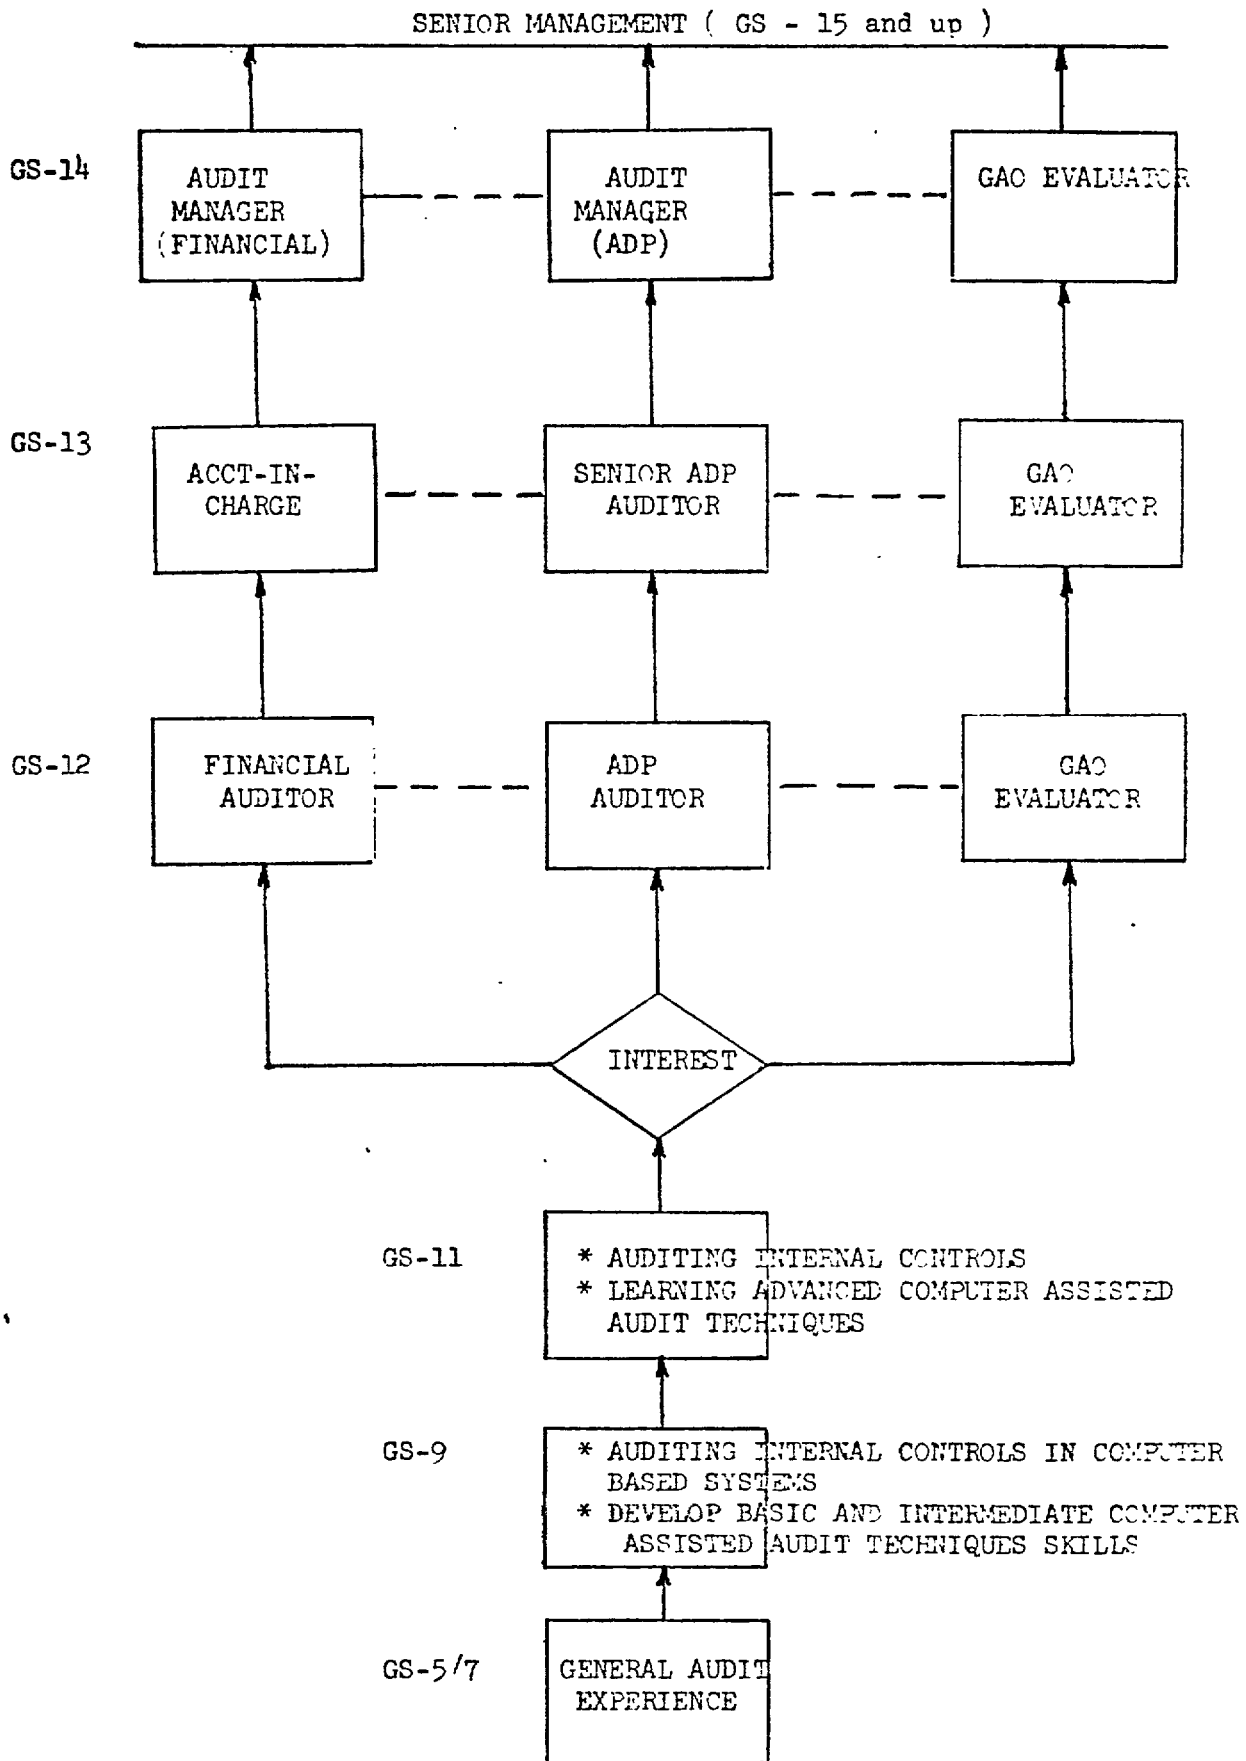 SENIOR MANAGEMENT ( GS - 15 and up )
GS-14
AUDIT
MANAGER
(FINANCIAL)
AUDIT
MANAGER
(ADP)
GAO EVALUATOR
GS-13
ACCT-IN-
CHARGE
SENIOR ADP
AUDITOR
GAO
EVALUATOR
GS-12
FINANCIAL
AUDITOR
ADP
AUDITOR
GAO
EVALUATOR
INTEREST
GS-11
* AUDITING INTERNAL CONTROLS
* LEARNING ADVANCED COMPUTER ASSISTED
AUDIT TECHNIQUES
GS-9
* AUDITING INTERNAL CONTROLS IN COMPUTER
BASED SYSTEMS
* DEVELOP BASIC AND INTERMEDIATE COMPUTER
ASSISTED AUDIT TECHNIQUES SKILLS
GS-5/7
GENERAL AUDIT
EXPERIENCE